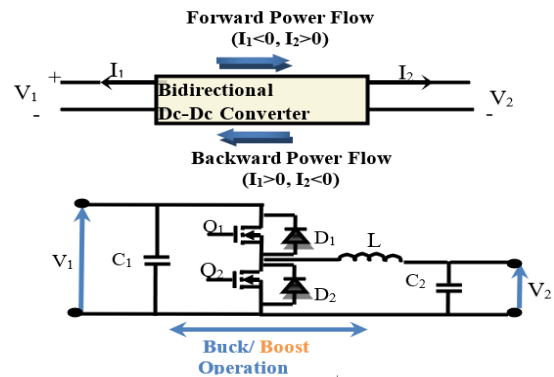 Forward Power Flow
(I₁<0, I₂>0)
+ I₁ I₂
V₁ Bidirectional V₂
- Dc-Dc Converter -
Backward Power Flow
(I₁>0, I₂<0)
Q₁ D₁ L
V₁ C₁ Q₂ D₂ C₂ V₂
Buck/ Boost
Operation